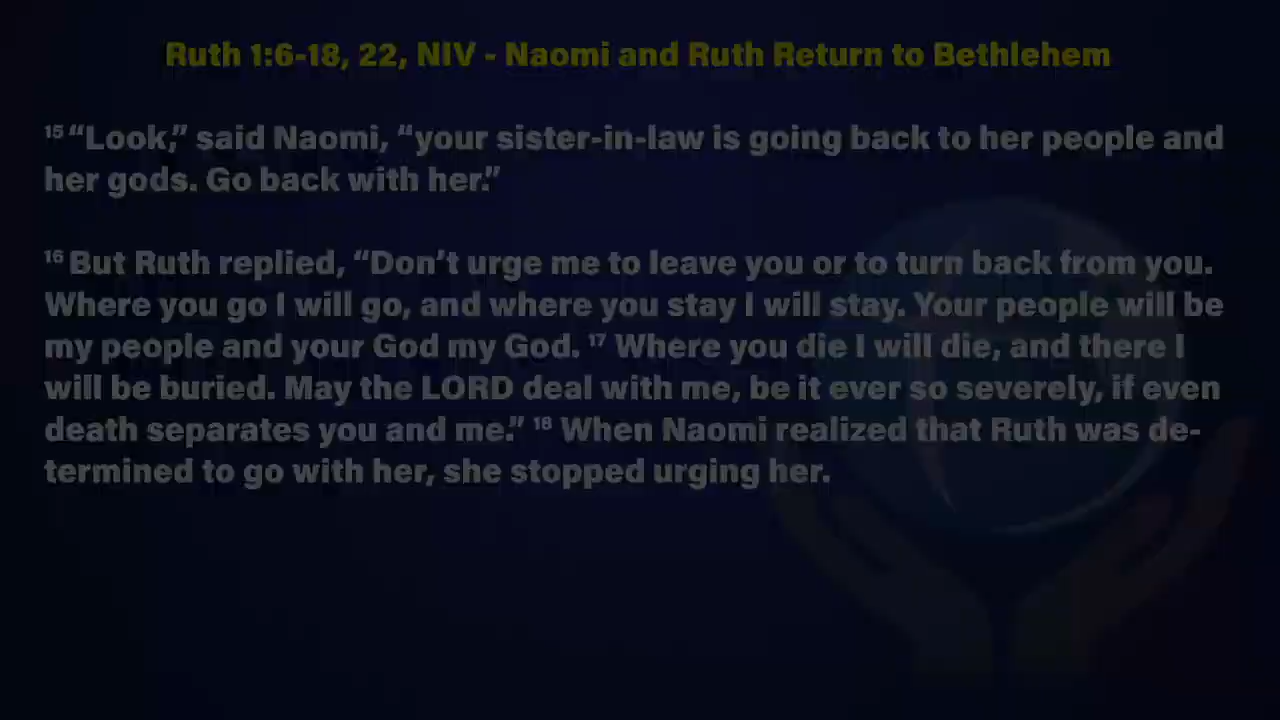 Ruth 1:6-18, 22, NIV - Naomi and Ruth Return to Bethlehem
15 “Look,” said Naomi, “your sister-in-law is going back to her people and
her gods. Go back with her.”
16 But Ruth replied, “Don’t urge me to leave you or to turn back from you.
Where you go I will go, and where you stay I will stay. Your people will be
my people and your God my God. 17 Where you die I will die, and there I
will be buried. May the LORD deal with me, be it ever so severely, if even
death separates you and me.” 18 When Naomi realized that Ruth was de-
termined to go with her, she stopped urging her.